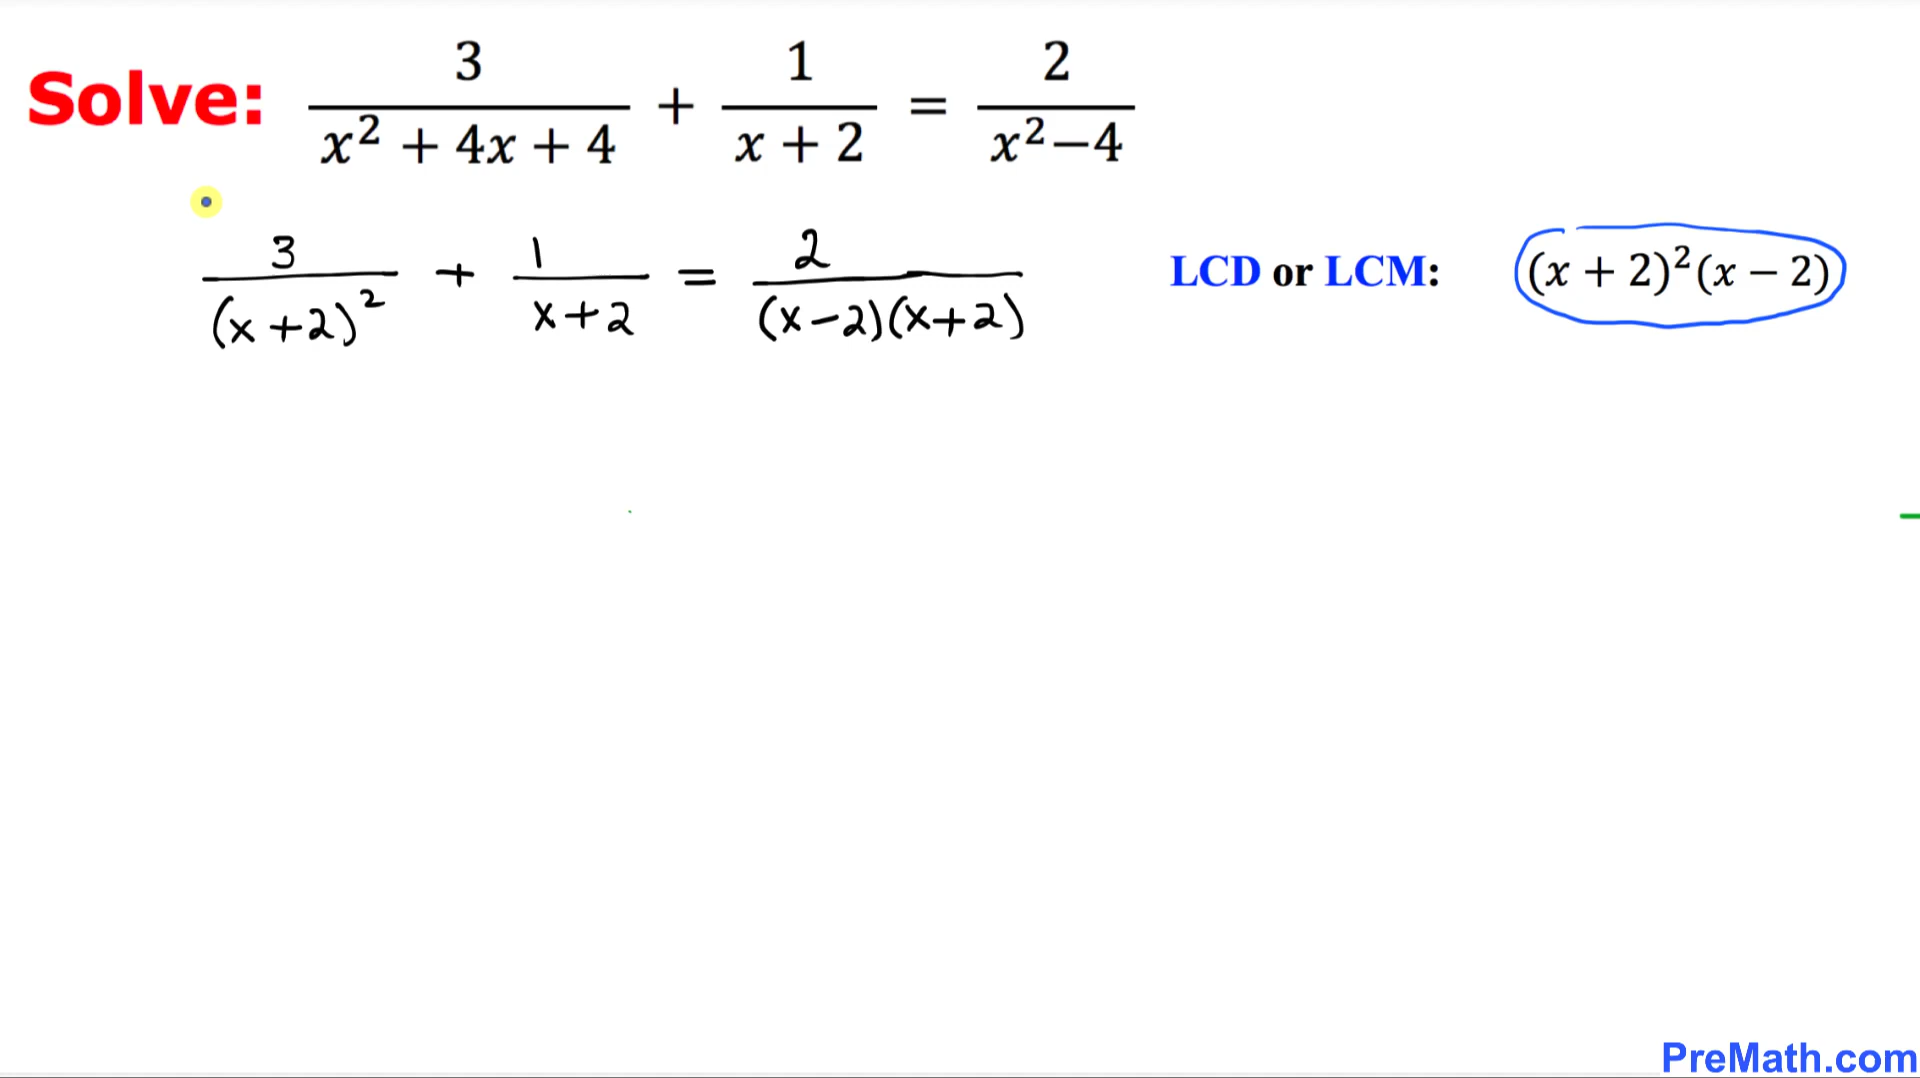 Solve: 3/(x² + 4x + 4) + 1/(x + 2) = 2/(x²−4)
3/(x+2)² + 1/(x+2) = 2/((x−2)(x+2))
LCD or LCM: (x + 2)²(x − 2)
PreMath.com